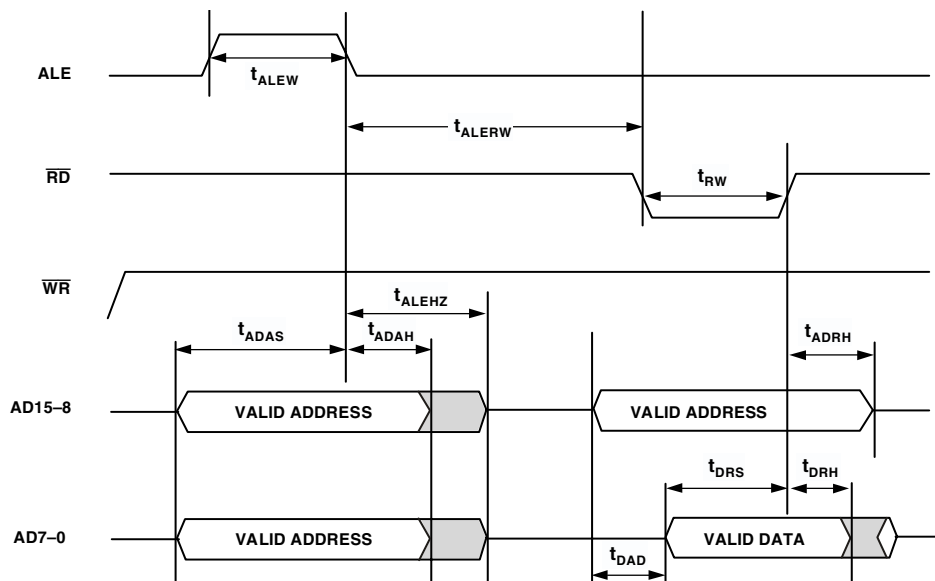 ALE
tALEW
tALERW
RD
tRW
WR
tALEHZ
tADAS
tADAH
tADRH
AD15–8
VALID ADDRESS
VALID ADDRESS
tDRS
tDRH
AD7–0
VALID ADDRESS
VALID DATA
tDAD